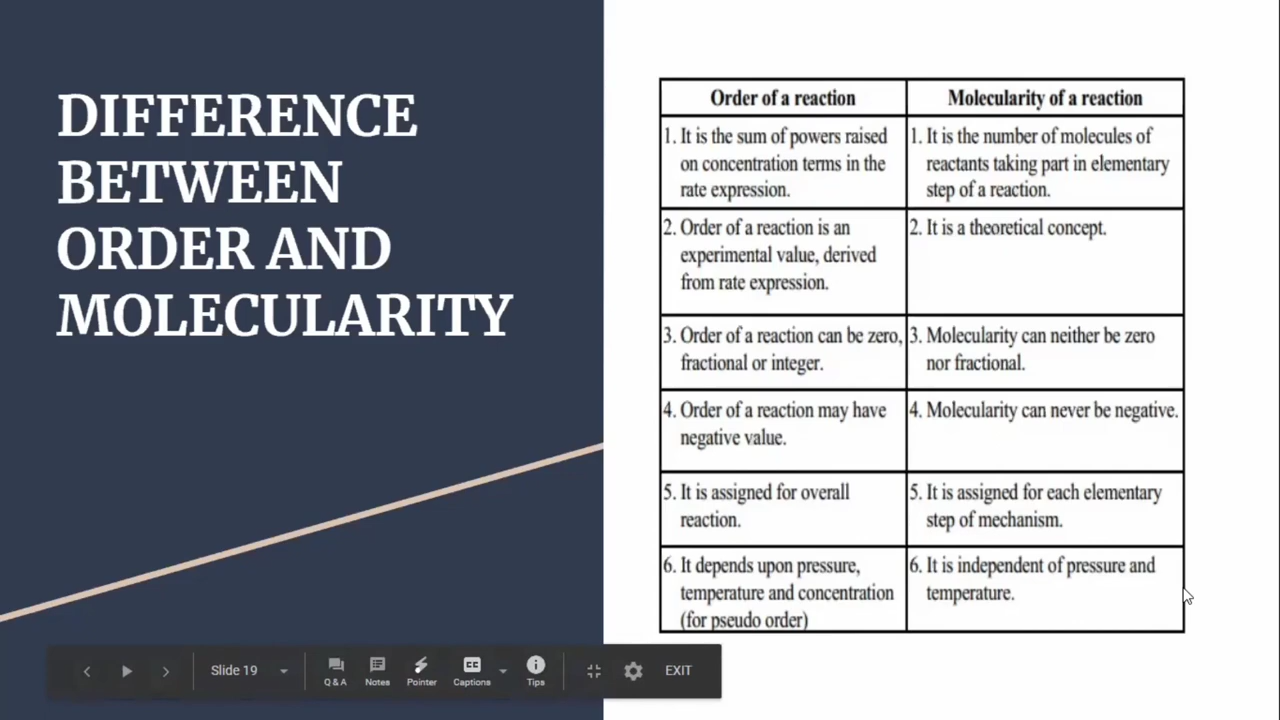 DIFFERENCE
BETWEEN
ORDER AND
MOLECULARITY
Order of a reaction
Molecularity of a reaction
1. It is the sum of powers raised
on concentration terms in the
rate expression.
1. It is the number of molecules of
reactants taking part in elementary
step of a reaction.
2. Order of a reaction is an
experimental value, derived
from rate expression.
2. It is a theoretical concept.
3. Order of a reaction can be zero,
fractional or integer.
3. Molecularity can neither be zero
nor fractional.
4. Order of a reaction may have
negative value.
4. Molecularity can never be negative.
5. It is assigned for overall
reaction.
5. It is assigned for each elementary
step of mechanism.
6. It depends upon pressure,
temperature and concentration
(for pseudo order)
6. It is independent of pressure and
temperature.
Slide 19
Q & A
Notes
Pointer
CC
Captions
Tips
EXIT